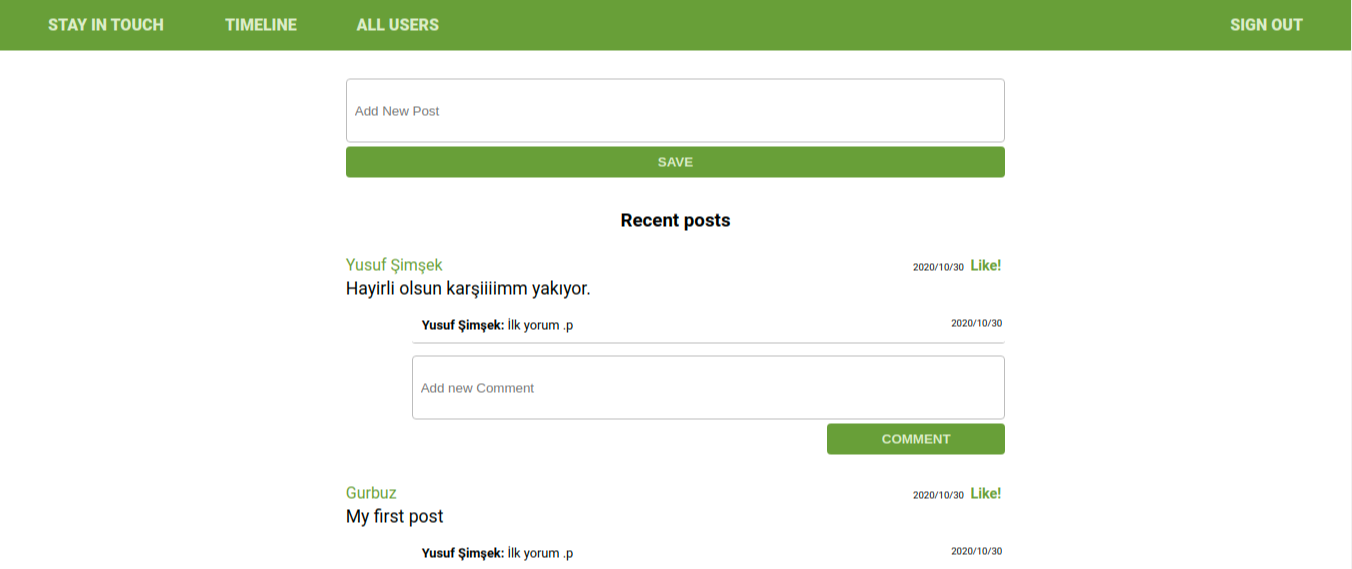 STAY IN TOUCH TIMELINE ALL USERS SIGN OUT
Add New Post
SAVE
Recent posts
Yusuf Şimşek 2020/10/30 Like!
Hayirli olsun karşiiiimm yakıyor.
Yusuf Şimşek: İlk yorum .p 2020/10/30
Add new Comment
COMMENT
Gurbuz 2020/10/30 Like!
My first post
Yusuf Şimşek: İlk yorum .p 2020/10/30